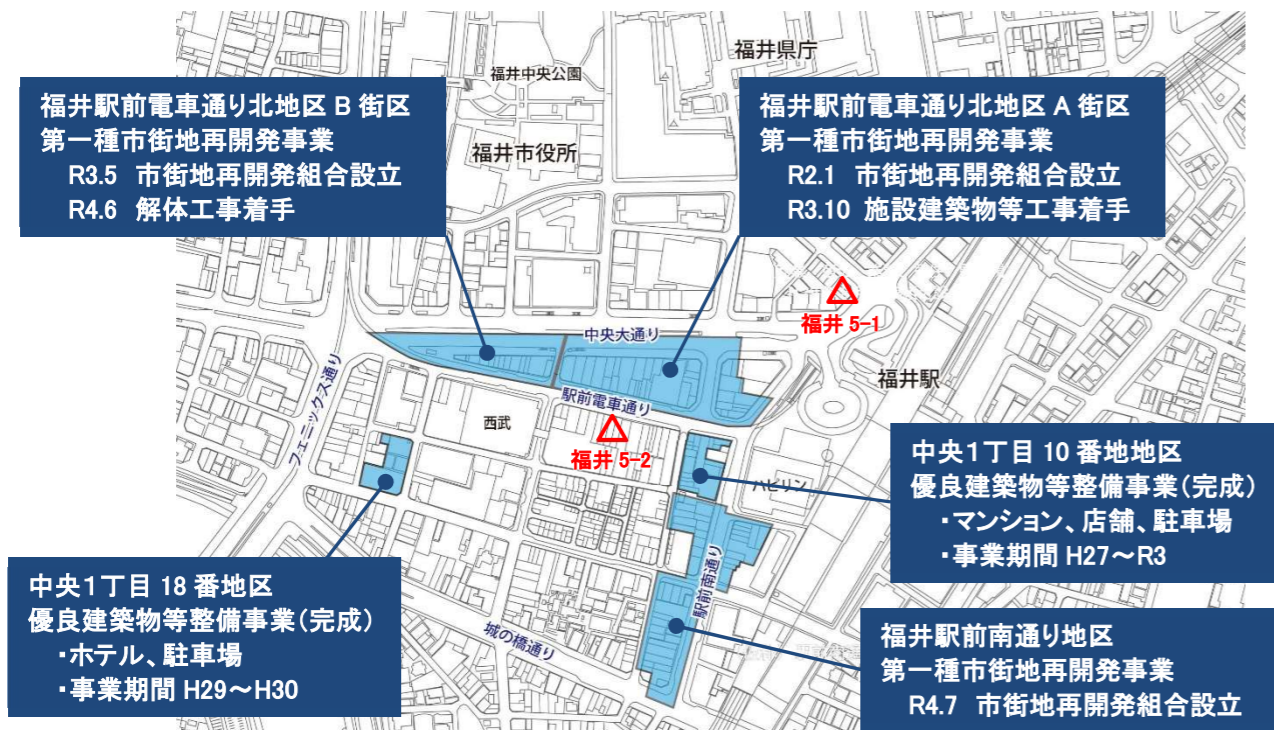 福井県庁
福井中央公園
福井市役所
福井駅前電車通り北地区 B 街区
第一種市街地再開発事業
R3.5 市街地再開発組合設立
R4.6 解体工事着手
福井駅前電車通り北地区 A 街区
第一種市街地再開発事業
R2.1 市街地再開発組合設立
R3.10 施設建築物等工事着手
福井 5-1
中央大通り
福井駅
フェニックス通り
駅前電車通り
西武
福井 5-2
ハピリン
中央1丁目 10 番地地区
優良建築物等整備事業(完成)
・マンション、店舗、駐車場
・事業期間 H27~R3
駅前南通り
城の橋通り
中央1丁目 18 番地区
優良建築物等整備事業(完成)
・ホテル、駐車場
・事業期間 H29~H30
福井駅前南通り地区
第一種市街地再開発事業
R4.7 市街地再開発組合設立